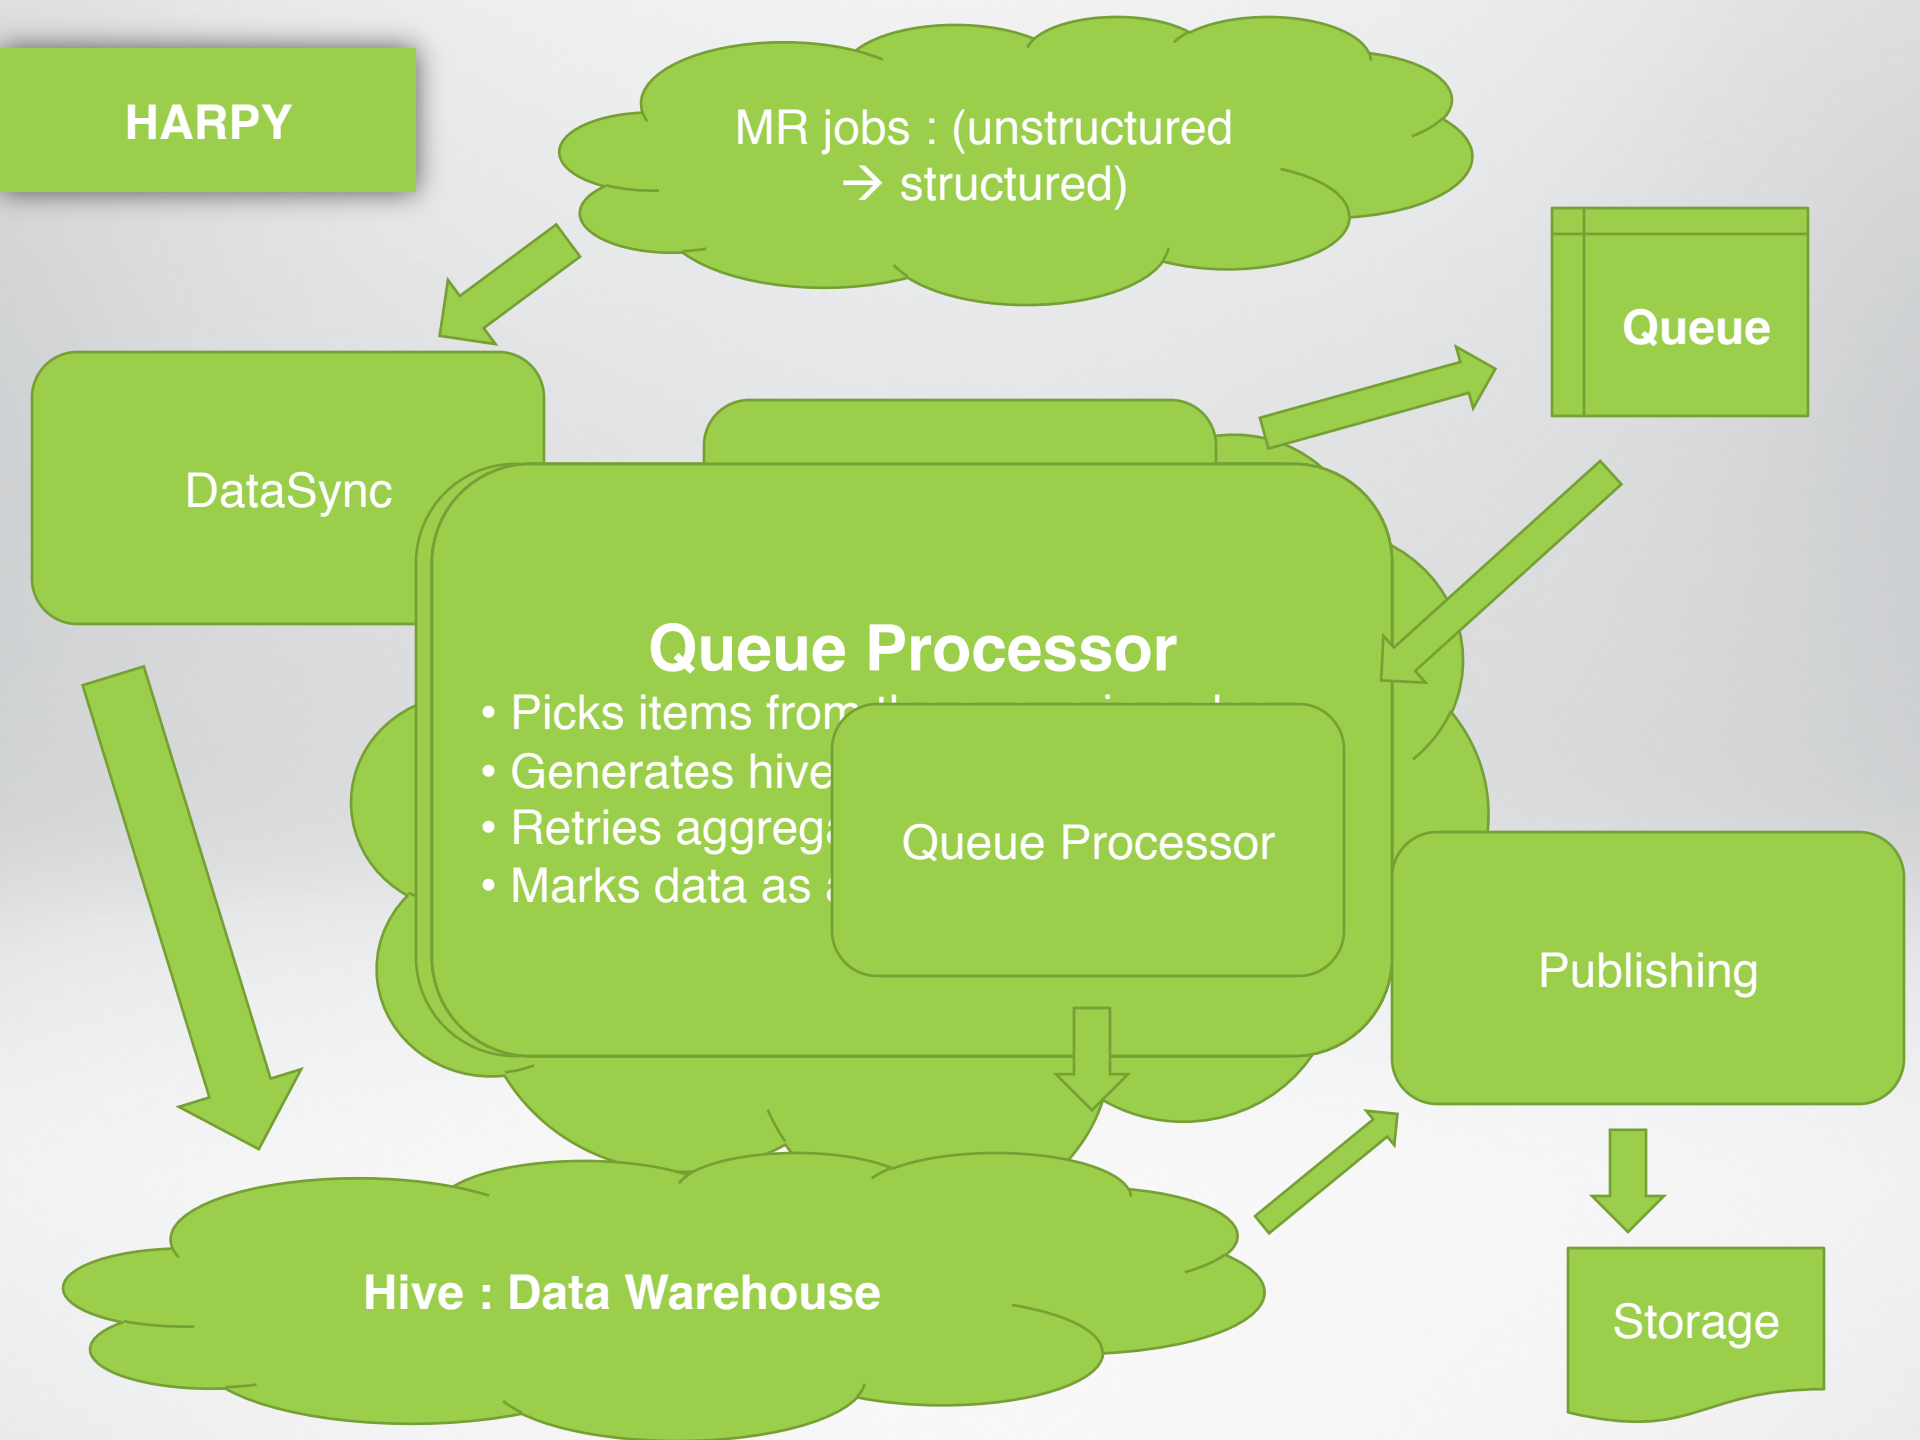 HARPY
MR jobs : (unstructured
→ structured)
Queue
DataSync
Queue Processor
• Picks items from
• Generates hive
• Retries
• Marks data as
Queue Processor
Publishing
Hive : Data Warehouse
Storage